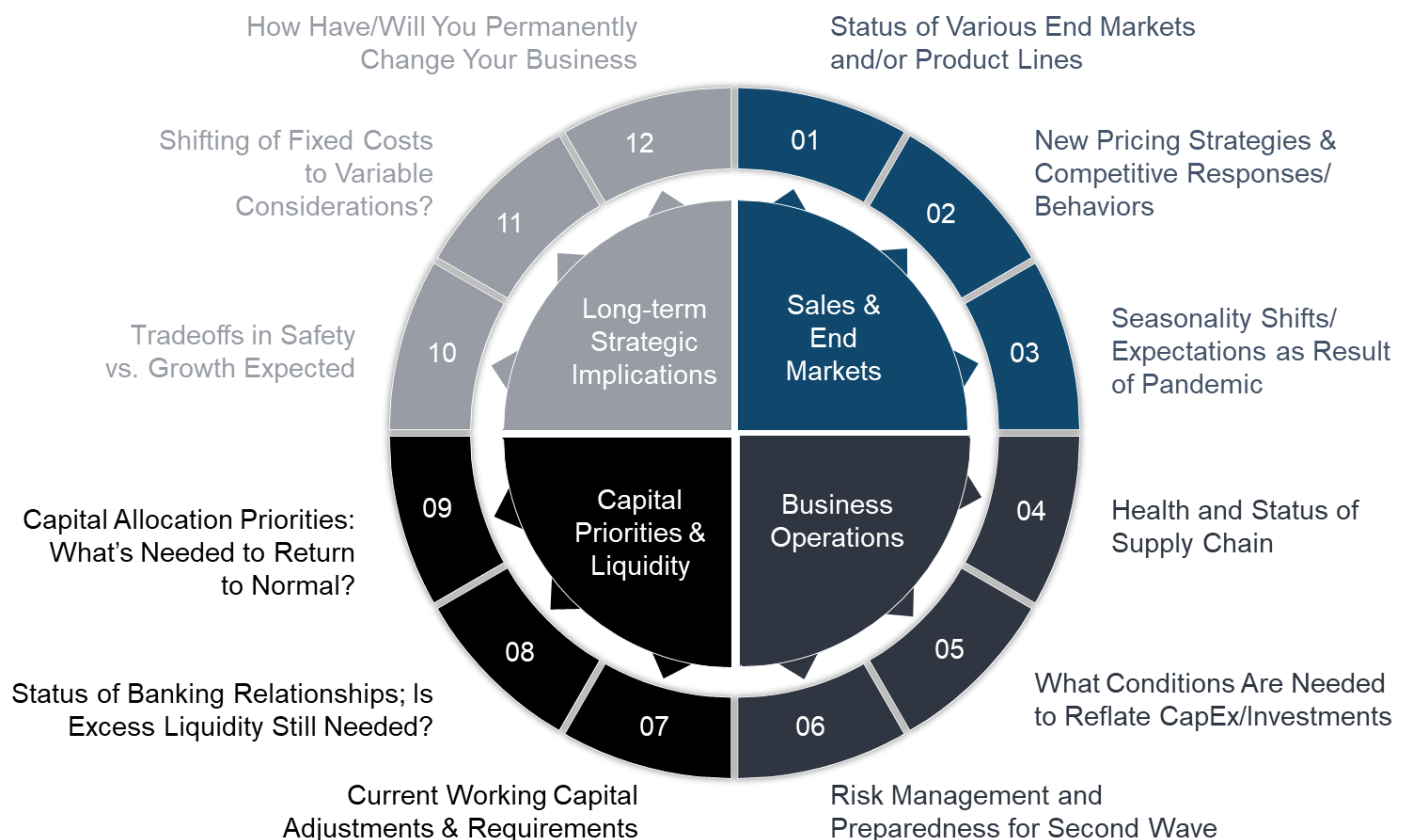 How Have/Will You Permanently
Change Your Business
Status of Various End Markets
and/or Product Lines
Shifting of Fixed Costs
to Variable
Considerations?
New Pricing Strategies &
Competitive Responses/
Behaviors
Tradeoffs in Safety
vs. Growth Expected
Seasonality Shifts/
Expectations as Result
of Pandemic
12
01
11
02
10
03
Long-term
Strategic
Implications
Sales &
End
Markets
Capital
Priorities &
Liquidity
Business
Operations
09
04
08
05
07
06
Capital Allocation Priorities:
What's Needed to Return
to Normal?
Health and Status of
Supply Chain
Status of Banking Relationships; Is
Excess Liquidity Still Needed?
What Conditions Are Needed
to Reflate CapEx/Investments
Current Working Capital
Adjustments & Requirements
Risk Management and
Preparedness for Second Wave